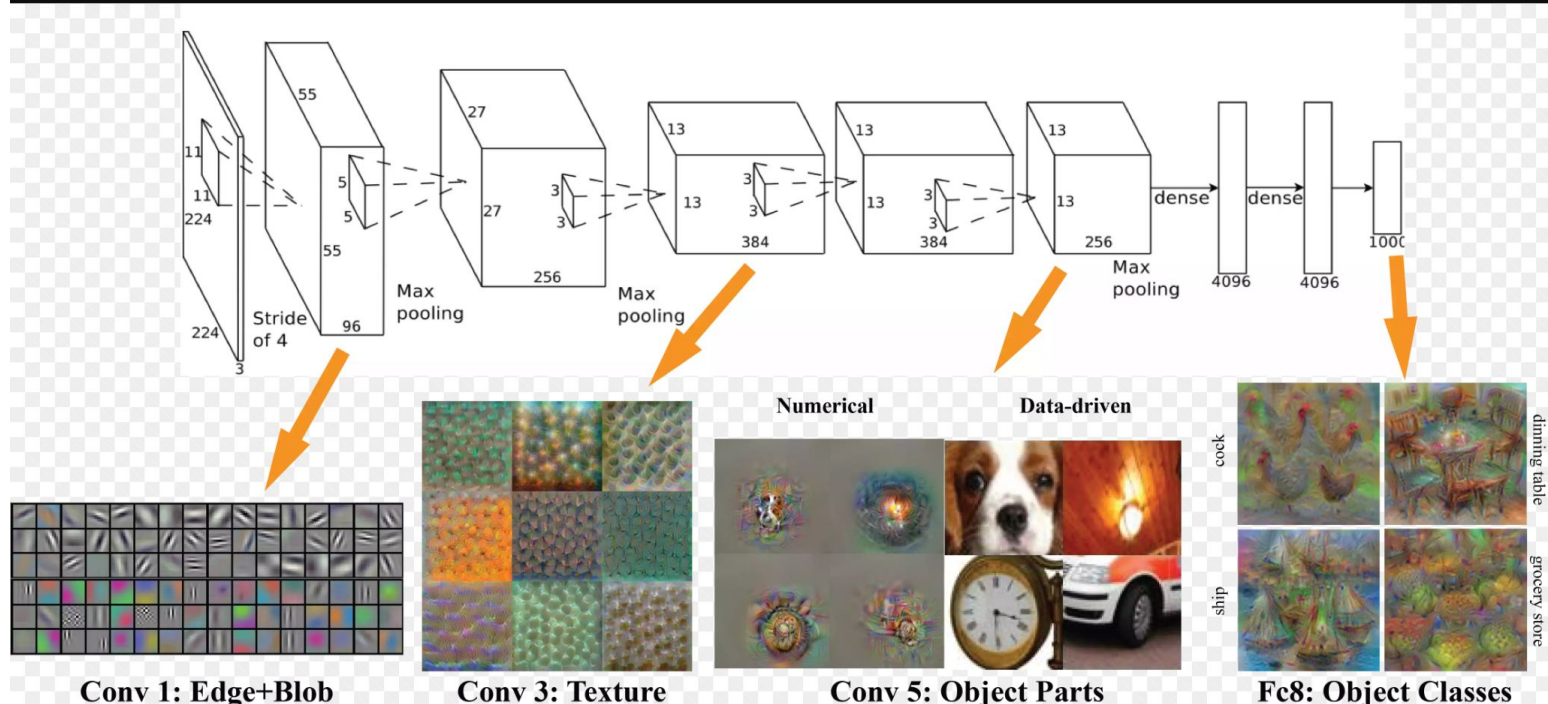 11
11
224
224
3
Stride
of 4
55
55
96
5
5
Max
pooling
27
27
256
3
3
Max
pooling
13
13
384
3
3
13
13
384
3
3
13
13
256
Max
pooling
dense
4096
dense
4096
1000
Numerical
Data-driven
cock
dinning table
ship
grocery store
Conv 1: Edge+Blob
Conv 3: Texture
Conv 5: Object Parts
Fc8: Object Classes